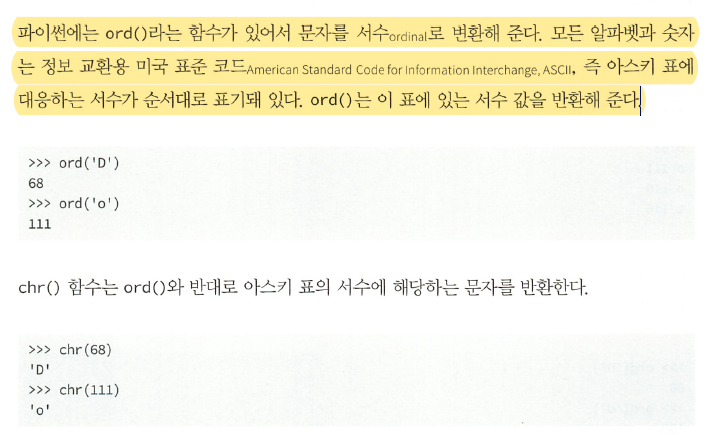 파이썬에는 ord()라는 함수가 있어서 문자를 서수ordinal로 변환해 준다. 모든 알파벳과 숫자
는 정보 교환용 미국 표준 코드American Standard Code for Information Interchange, ASCII, 즉 아스키 표에
대응하는 서수가 순서대로 표기돼 있다. ord()는 이 표에 있는 서수 값을 반환해 준다.
>>> ord('D')
68
>>> ord('o')
111
chr() 함수는 ord()와 반대로 아스키 표의 서수에 해당하는 문자를 반환한다.
>>> chr(68)
'D'
>>> chr(111)
'o'